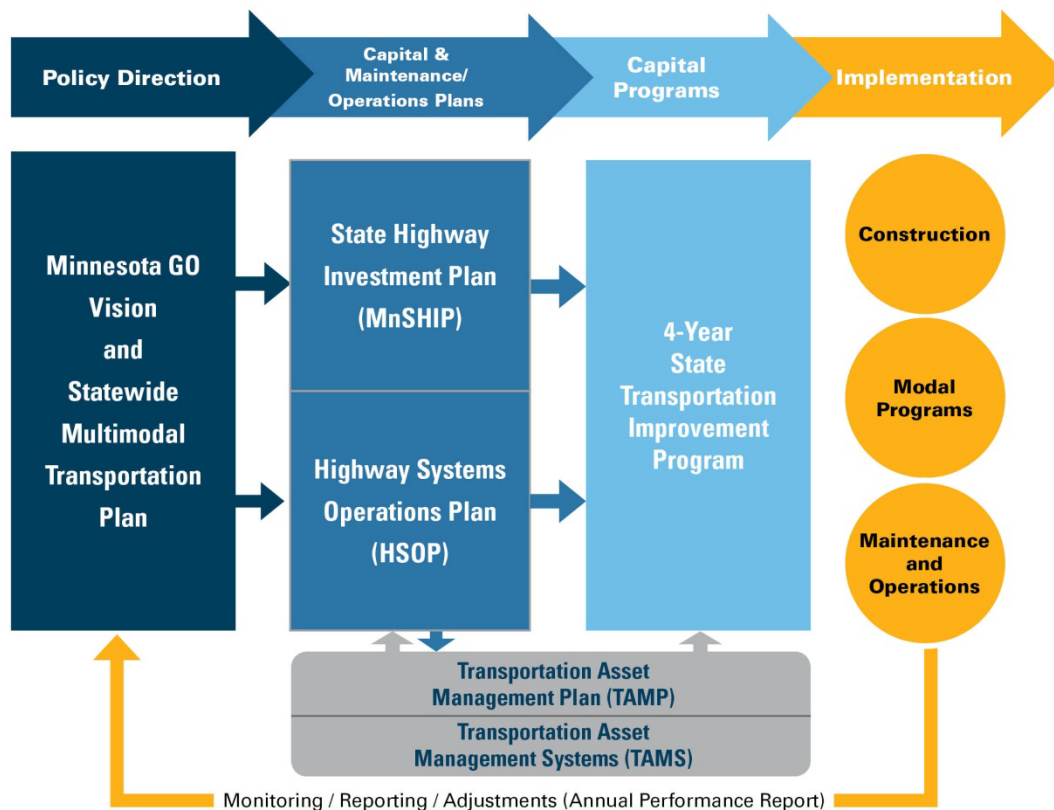 Policy Direction
Capital &
Maintenance/
Operations Plans
Capital
Programs
Implementation
Minnesota GO
Vision
and
Statewide
Multimodal
Transportation
Plan
State Highway
Investment Plan
(MnSHIP)
Highway Systems
Operations Plan
(HSOP)
4-Year
State
Transportation
Improvement
Program
Construction
Modal
Programs
Maintenance
and
Operations
Transportation Asset
Management Plan (TAMP)
Transportation Asset
Management Systems (TAMS)
Monitoring / Reporting / Adjustments (Annual Performance Report)